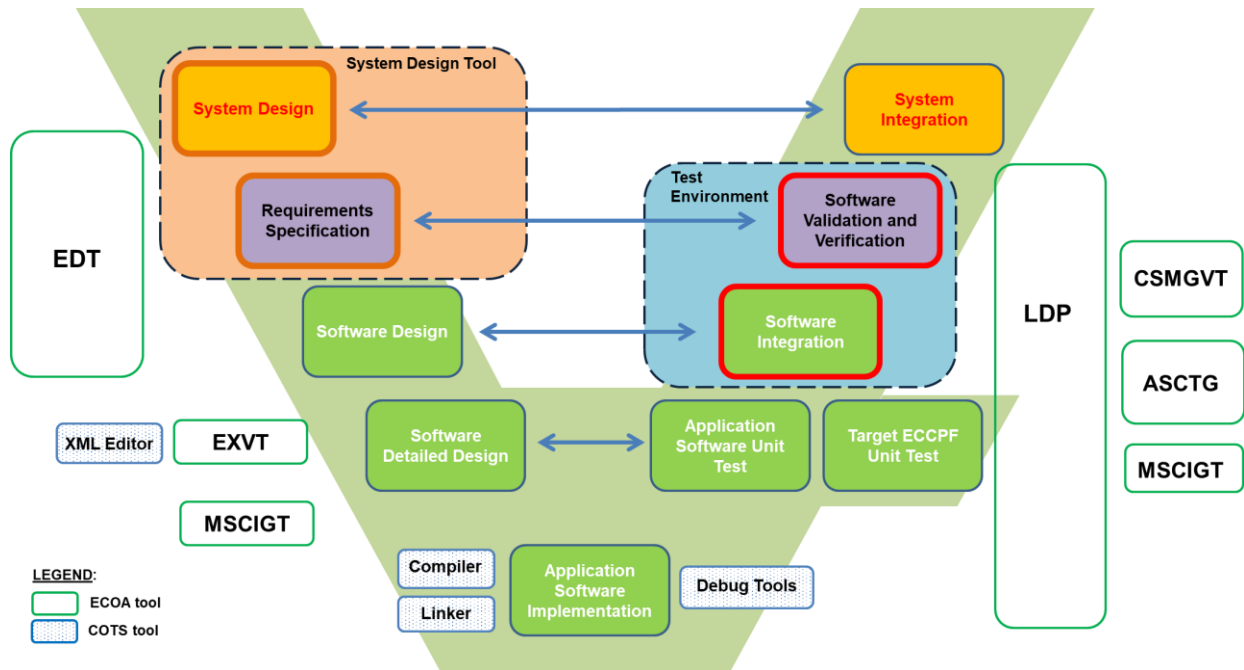 System Design Tool
System Design
System
Integration
Test
Environment
Requirements
Specification
Software
Validation and
Verification
EDT
CSMGVT
LDP
Software Design
Software
Integration
ASCTG
XML Editor
EXVT
Software
Detailed Design
Application
Software Unit
Test
Target ECCPF
Unit Test
MSCIGT
MSCIGT
Compiler
Linker
Application
Software
Implementation
Debug Tools
LEGEND:
ECOA tool
COTS tool